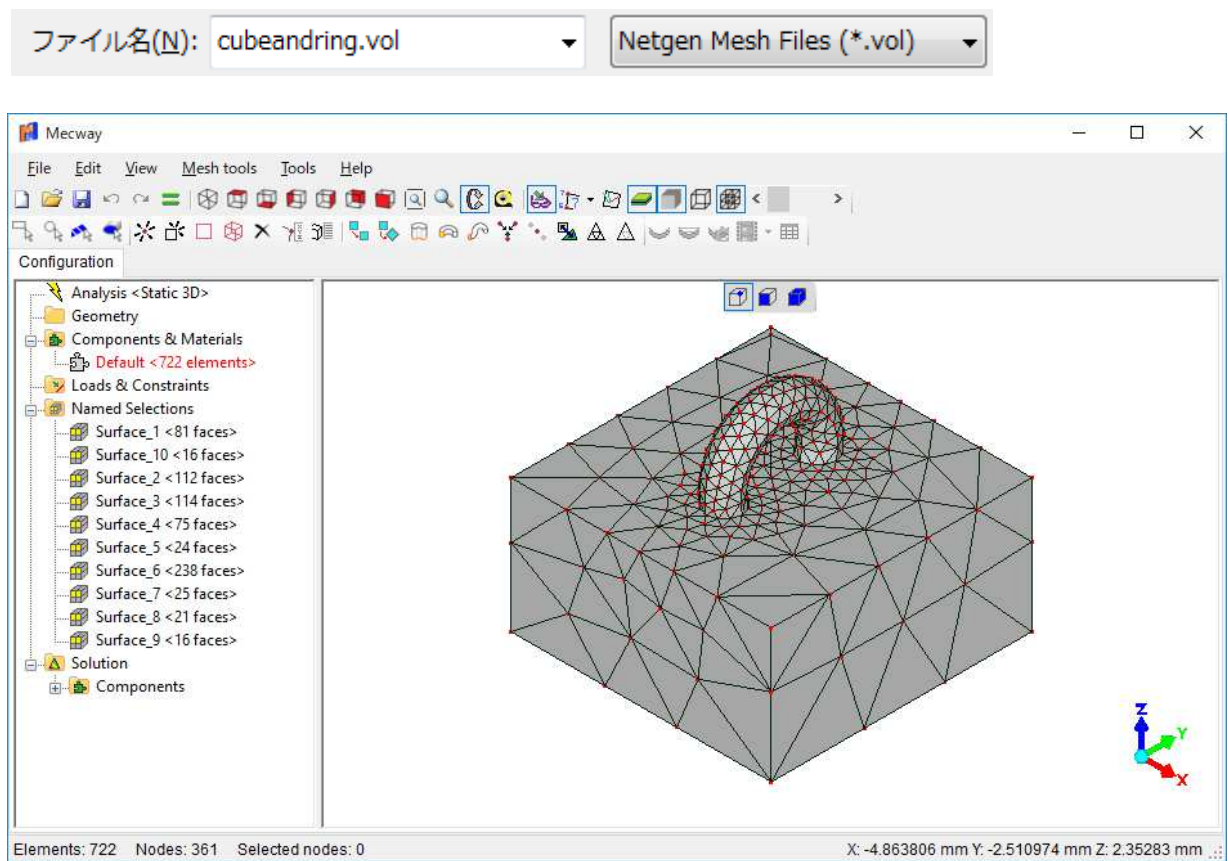 ファイル名(N): cubeandring.vol Netgen Mesh Files (*.vol)
Mecway
File Edit View Mesh tools Tools Help
Configuration
Analysis <Static 3D>
Geometry
Components & Materials
Default <722 elements>
Loads & Constraints
Named Selections
Surface_1 <81 faces>
Surface_10 <16 faces>
Surface_2 <112 faces>
Surface_3 <114 faces>
Surface_4 <75 faces>
Surface_5 <24 faces>
Surface_6 <238 faces>
Surface_7 <25 faces>
Surface_8 <21 faces>
Surface_9 <16 faces>
Solution
Components
Z
Y
X
Elements: 722 Nodes: 361 Selected nodes: 0 X: -4.863806 mm Y: -2.510974 mm Z: 2.35283 mm